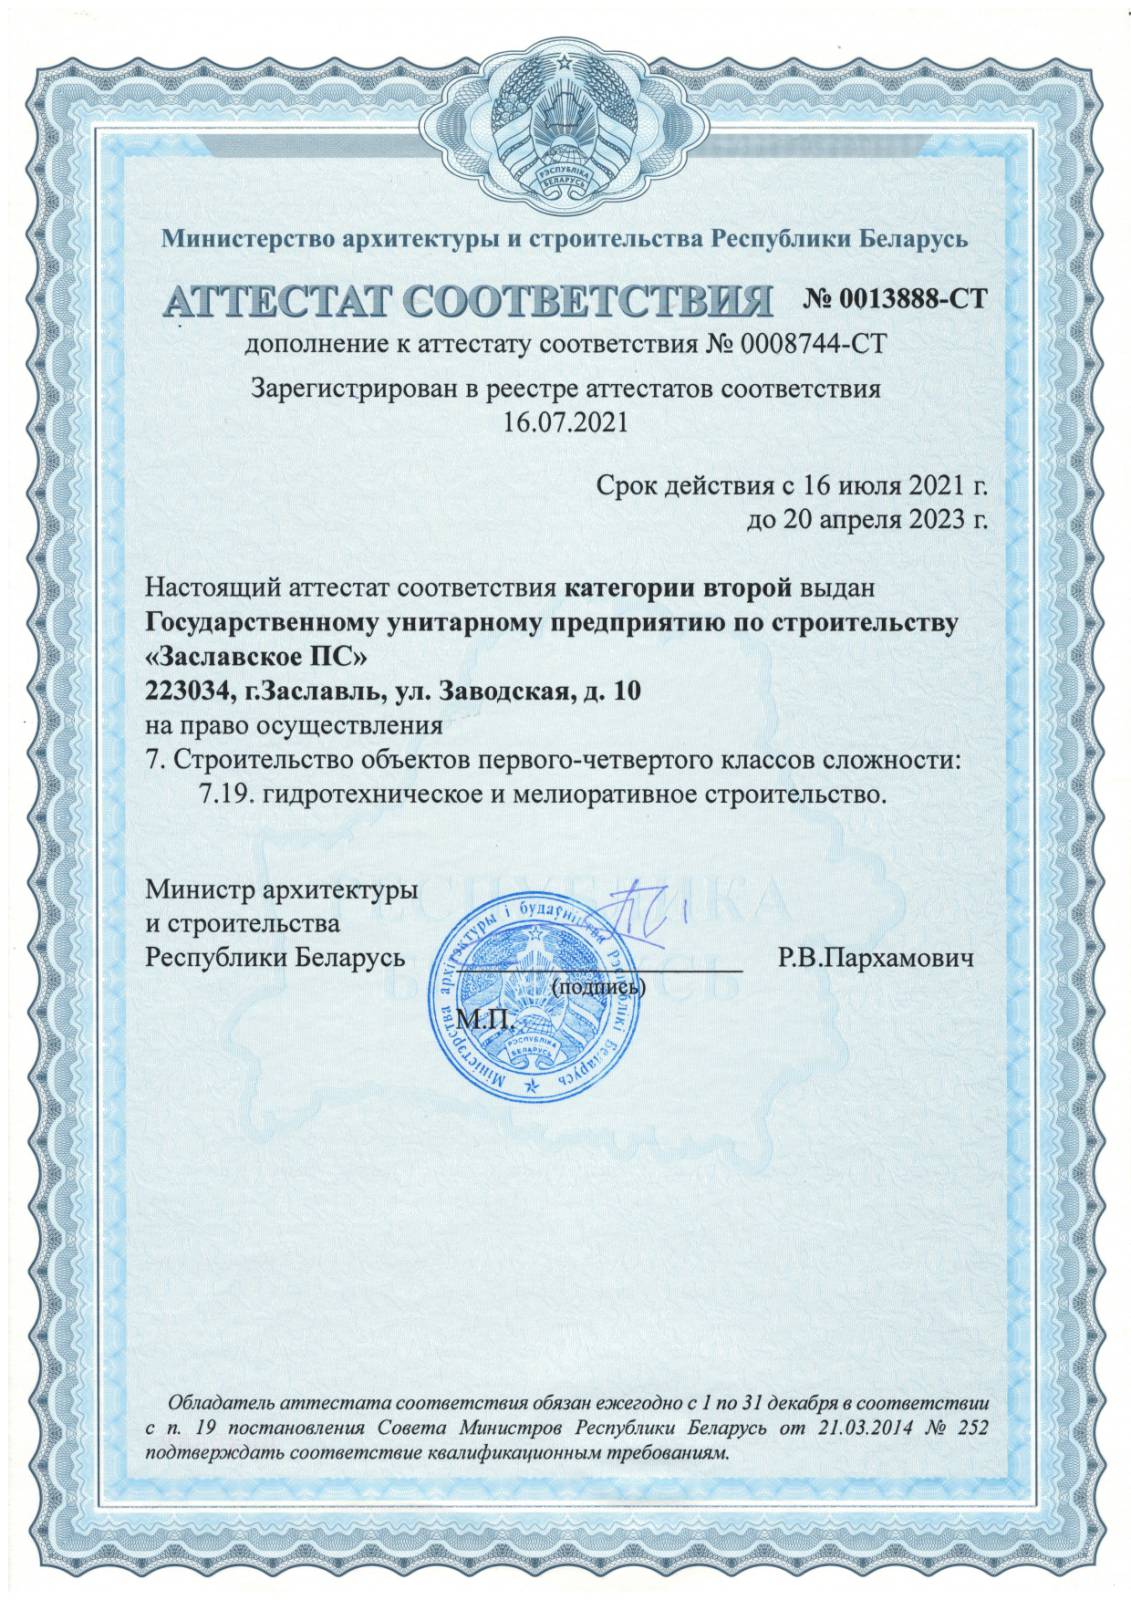 РЭСПУБЛІКА
БЕЛАРУСЬ
Министерство архитектуры и строительства Республики Беларусь
АТТЕСТАТ СООТВЕТСТВИЯ № 0013888-СТ
дополнение к аттестату соответствия № 0008744-СТ
Зарегистрирован в реестре аттестатов соответствия
16.07.2021
Срок действия с 16 июля 2021 г.
до 20 апреля 2023 г.
Настоящий аттестат соответствия категории второй выдан
Государственному унитарному предприятию по строительству
«Заславское ПС»
223034, г.Заславль, ул. Заводская, д. 10
на право осуществления
7. Строительство объектов первого-четвертого классов сложности:
7.19. гидротехническое и мелиоративное строительство.
РЕСПУБЛИКА
БЕЛАРУСЬ
Министр архитектуры
и строительства
Республики Беларусь Р.В.Пархамович
(подпись)
М.П.
Міністэрства архітэктуры і будаўніцтва Рэспублікі Беларусь
РЭСПУБЛІКА
БЕЛАРУСЬ
Обладатель аттестата соответствия обязан ежегодно с 1 по 31 декабря в соответствии
с п. 19 постановления Совета Министров Республики Беларусь от 21.03.2014 № 252
подтверждать соответствие квалификационным требованиям.